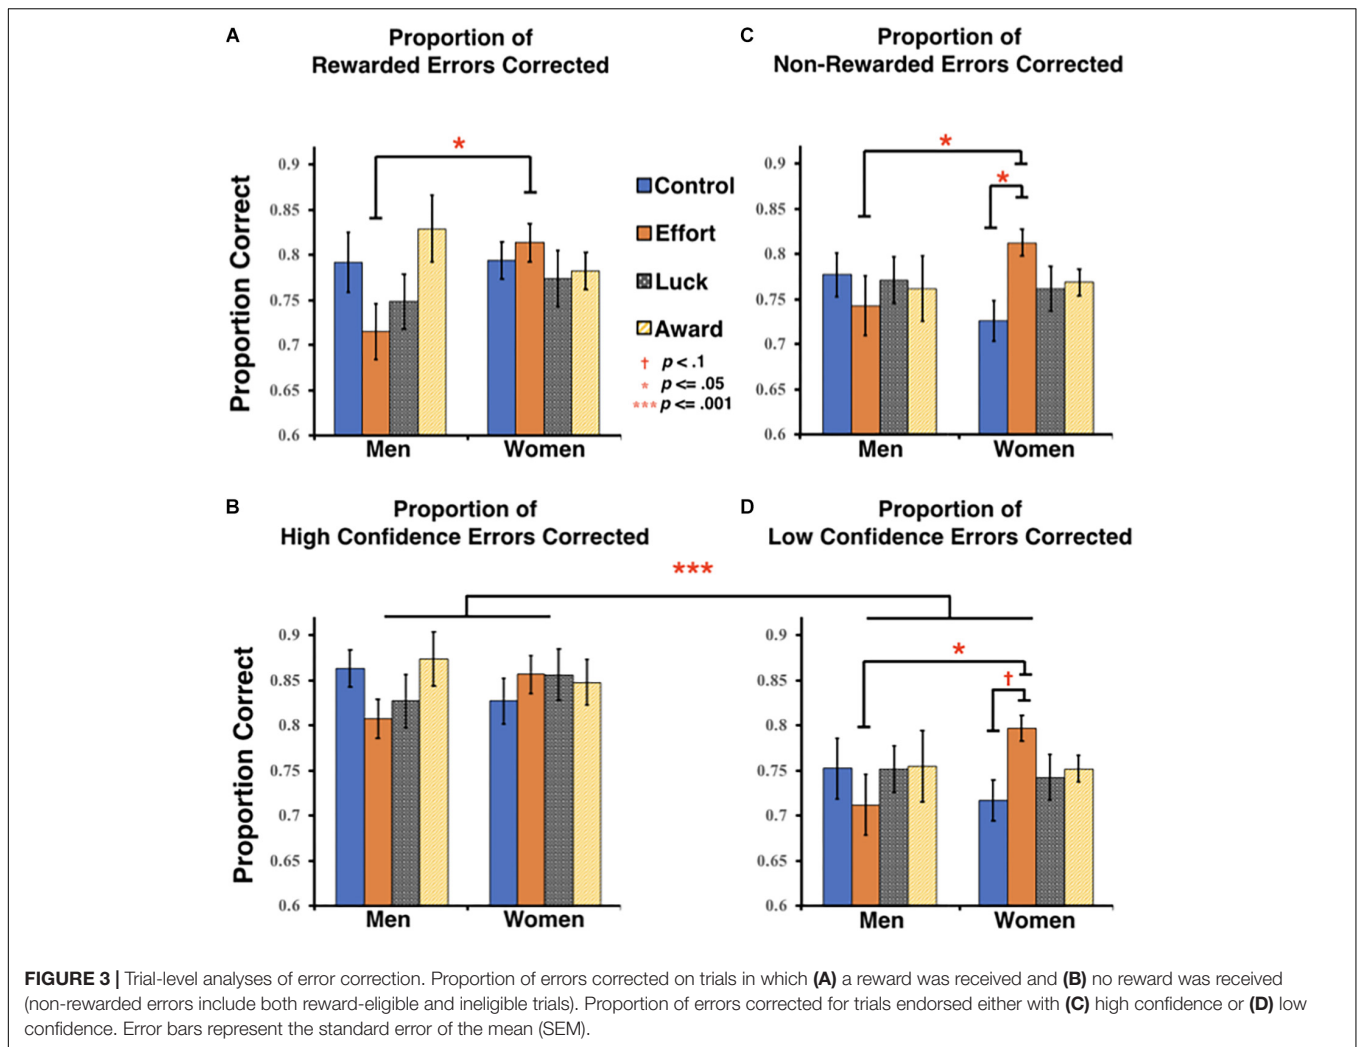 A
Proportion of
Rewarded Errors Corrected
Proportion Correct
0.9
0.85
0.8
0.75
0.7
0.65
0.6
*
Men
Women
Control
Effort
Luck
Award
† p < .1
* p <= .05
*** p <= .001
C
Proportion of
Non-Rewarded Errors Corrected
0.9
0.85
0.8
0.75
0.7
0.65
0.6
*
*
Men
Women
B
Proportion of
High Confidence Errors Corrected
***
Proportion Correct
0.9
0.85
0.8
0.75
0.7
0.65
0.6
Men
Women
D
Proportion of
Low Confidence Errors Corrected
0.9
0.85
0.8
0.75
0.7
0.65
0.6
*
†
Men
Women
FIGURE 3 | Trial-level analyses of error correction. Proportion of errors corrected on trials in which (A) a reward was received and (B) no reward was received
(non-rewarded errors include both reward-eligible and ineligible trials). Proportion of errors corrected for trials endorsed either with (C) high confidence or (D) low
confidence. Error bars represent the standard error of the mean (SEM).